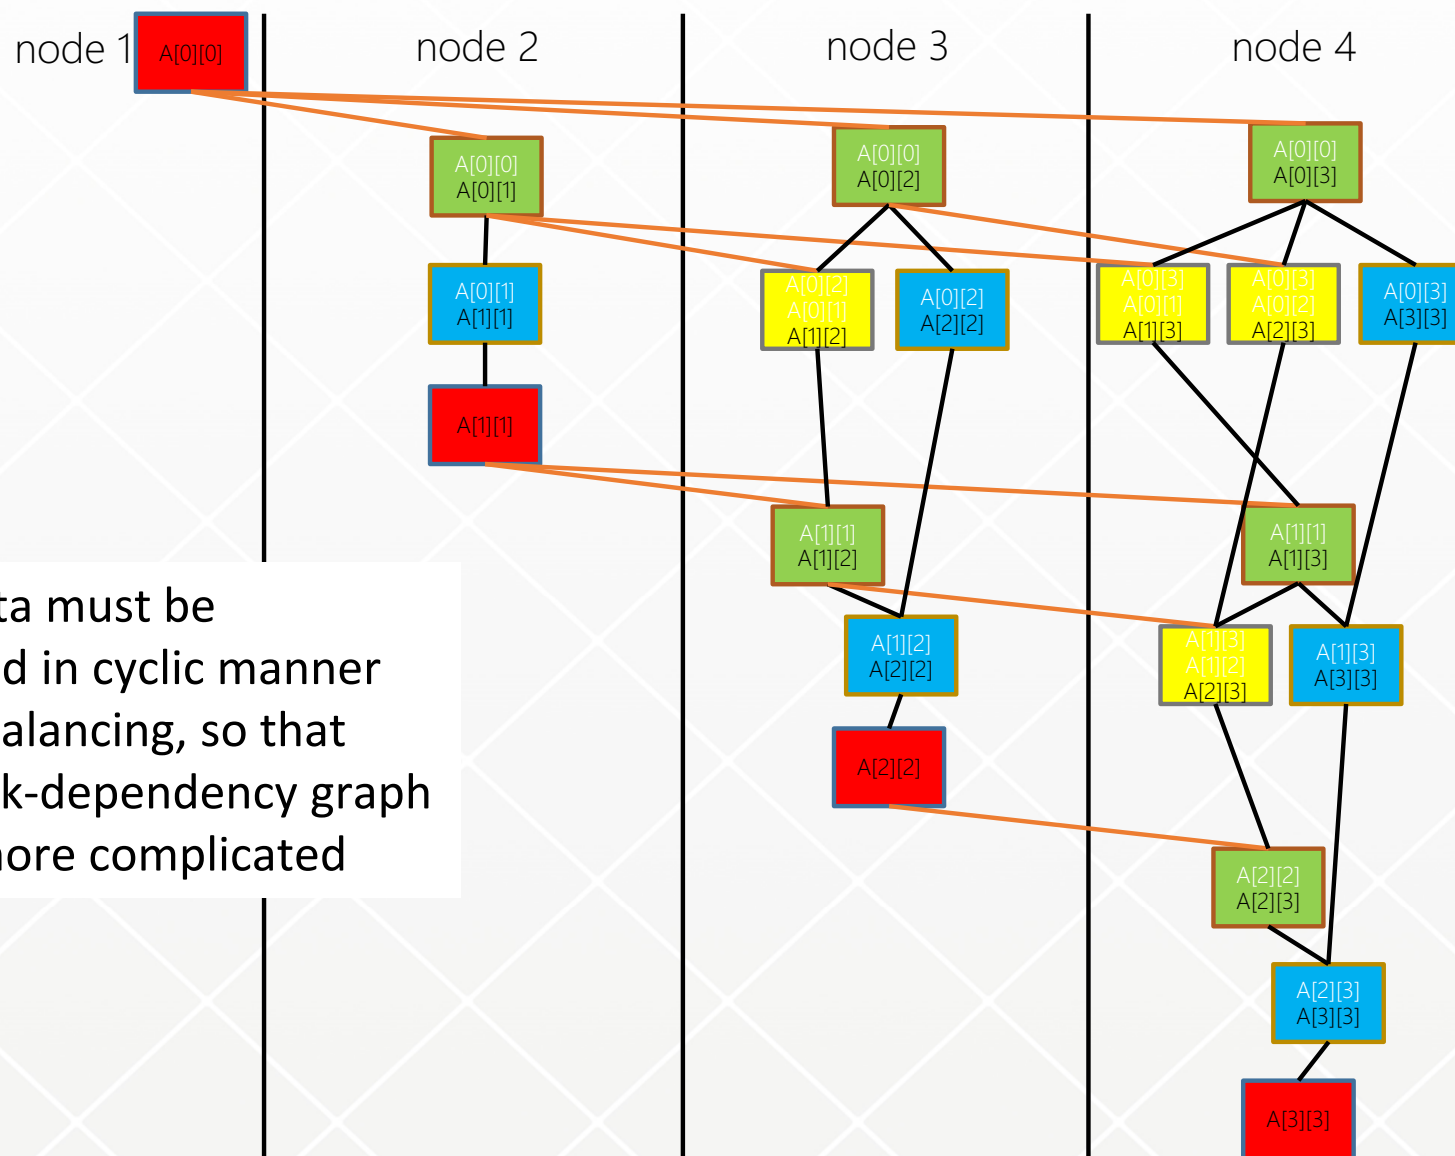 node 1
A[0][0]
node 2
node 3
node 4
A[0][0]
A[0][1]
A[0][0]
A[0][2]
A[0][0]
A[0][3]
A[0][1]
A[1][1]
A[0][2]
A[0][1]
A[1][2]
A[0][2]
A[2][2]
A[0][3]
A[0][1]
A[1][3]
A[0][3]
A[0][2]
A[2][3]
A[0][3]
A[3][3]
A[1][1]
A[1][1]
A[1][2]
A[1][1]
A[1][3]
ta must be
d in cyclic manner
alancing, so that
k-dependency graph
nore complicated
A[1][2]
A[2][2]
A[1][3]
A[1][2]
A[2][3]
A[1][3]
A[3][3]
A[2][2]
A[2][2]
A[2][3]
A[2][3]
A[3][3]
A[3][3]